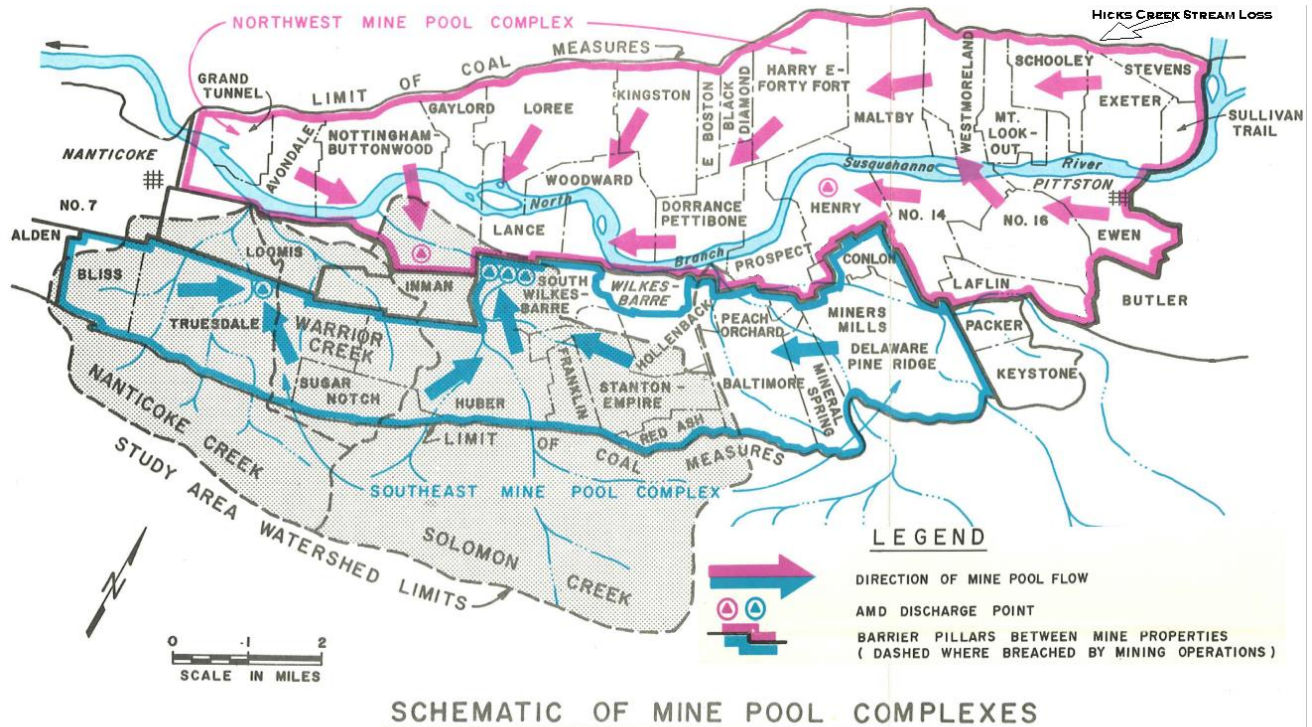 HICKS CREEK STREAM LOSS
NORTHWEST MINE POOL COMPLEX
LIMIT OF COAL MEASURES
GRAND
TUNNEL
AVONDALE
NOTTINGHAM-
BUTTONWOOD
GAYLORD
LOREE
KINGSTON
E BOSTON
BLACK
DIAMOND
HARRY E-
FORTY FORT
MALTBY
WESTMORELAND
SCHOOLEY
MT.
LOOK-
OUT
STEVENS
EXETER
SULLIVAN
TRAIL
NANTICOKE
NO. 7
ALDEN
BLISS
LOOMIS
INMAN
LANCE
WOODWARD
DORRANCE
PETTIBONE
North
Branch
Susquehanna
River
PROSPECT
HENRY
NO. 14
NO. 16
PITTSTON
EWEN
LAFLIN
BUTLER
CONLON
PACKER
KEYSTONE
TRUESDALE
WARRIOR
CREEK
SUGAR
NOTCH
HUBER
SOUTH
WILKES-
BARRE
WILKES-
BARRE
HOLLENBACK
FRANKLIN
STANTON-
EMPIRE
RED ASH
PEACH
ORCHARD
BALTIMORE
MINERAL
SPRING
MINERS
MILLS
DELAWARE
PINE RIDGE
LIMIT OF COAL MEASURES
SOUTHEAST MINE POOL COMPLEX
NANTICOKE CREEK
SOLOMON CREEK
STUDY AREA WATERSHED LIMITS
N
0 1 2
SCALE IN MILES
LEGEND
DIRECTION OF MINE POOL FLOW
AMD DISCHARGE POINT
BARRIER PILLARS BETWEEN MINE PROPERTIES
( DASHED WHERE BREACHED BY MINING OPERATIONS )
SCHEMATIC OF MINE POOL COMPLEXES